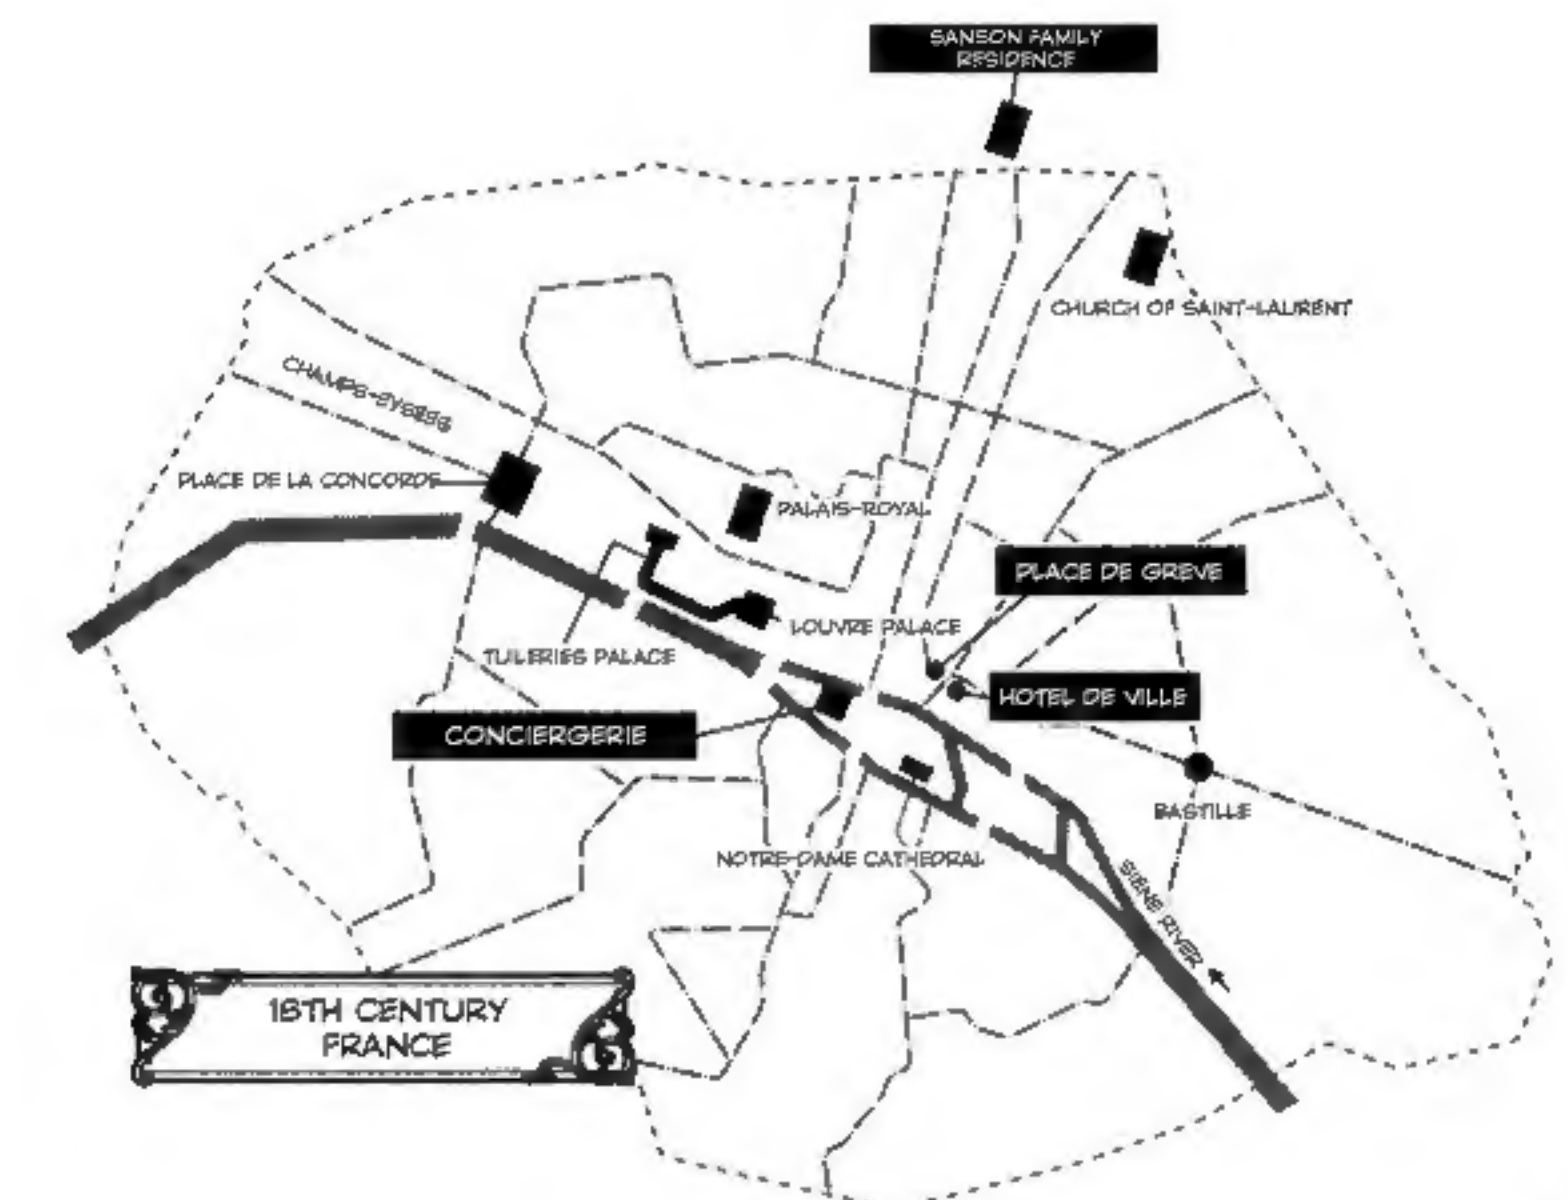 SANSON FAMILY
RESIDENCE
CHURCH OF SAINT-LAURENT
CHAMPS-EYSEES
PLACE DE LA CONCORDE
PALAIS-ROYAL
PLACE DE GREVE
LOUVRE PALACE
TUILERIES PALACE
HOTEL DE VILLE
CONCIERGERIE
BASTILLE
NOTRE-DAME CATHEDRAL
SIENE RIVER
18TH CENTURY
FRANCE